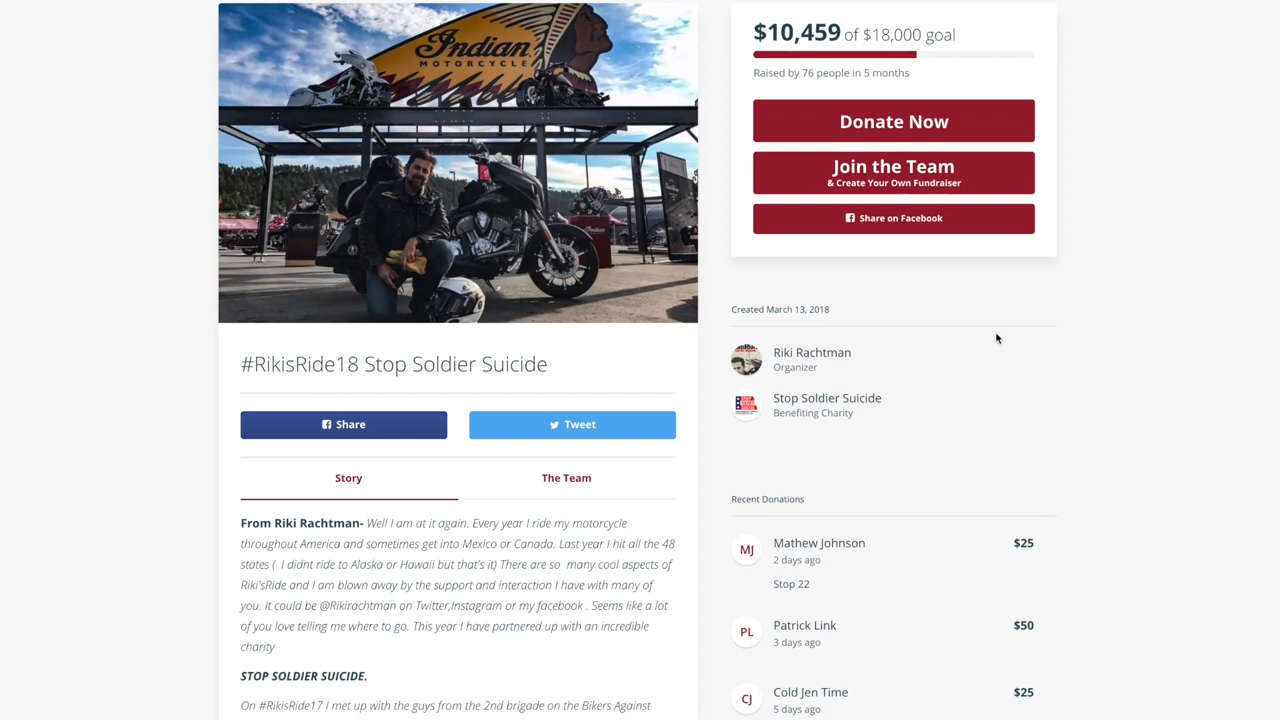 Indian
MOTORCYCLE
#RikisRide18 Stop Soldier Suicide
Share
Tweet
Story
The Team
From Riki Rachtman- Well I am at it again. Every year I ride my motorcycle
throughout America and sometimes get into Mexico or Canada. Last year I hit all the 48
states ( I didnt ride to Alaska or Hawaii but that's it) There are so many cool aspects of
Riki'sRide and I am blown away by the support and interaction I have with many of
you. It could be @Rikirachtman on Twitter,Instagram or my facebook . Seems like a lot
of you love telling me where to go. This year I have partnered up with an incredible
charity
STOP SOLDIER SUICIDE.
On #RikisRide17 I met up with the guys from the 2nd brigade on the Bikers Against
$10,459 of $18,000 goal
Raised by 76 people in 5 months
Donate Now
Join the Team
& Create Your Own Fundraiser
Share on Facebook
Created March 13, 2018
Riki Rachtman
Organizer
Stop Soldier Suicide
Benefiting Charity
Recent Donations
MJ
Mathew Johnson
$25
2 days ago
Stop 22
PL
Patrick Link
$50
3 days ago
CJ
Cold Jen Time
$25
5 days ago